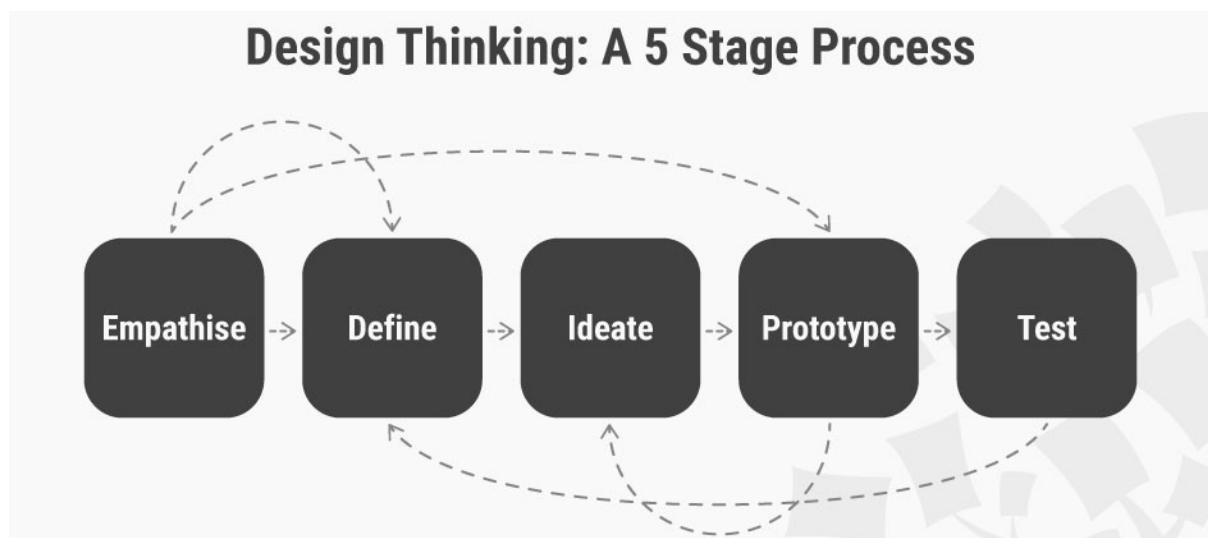 Design Thinking: A 5 Stage Process
Empathise
Define
Ideate
Prototype
Test